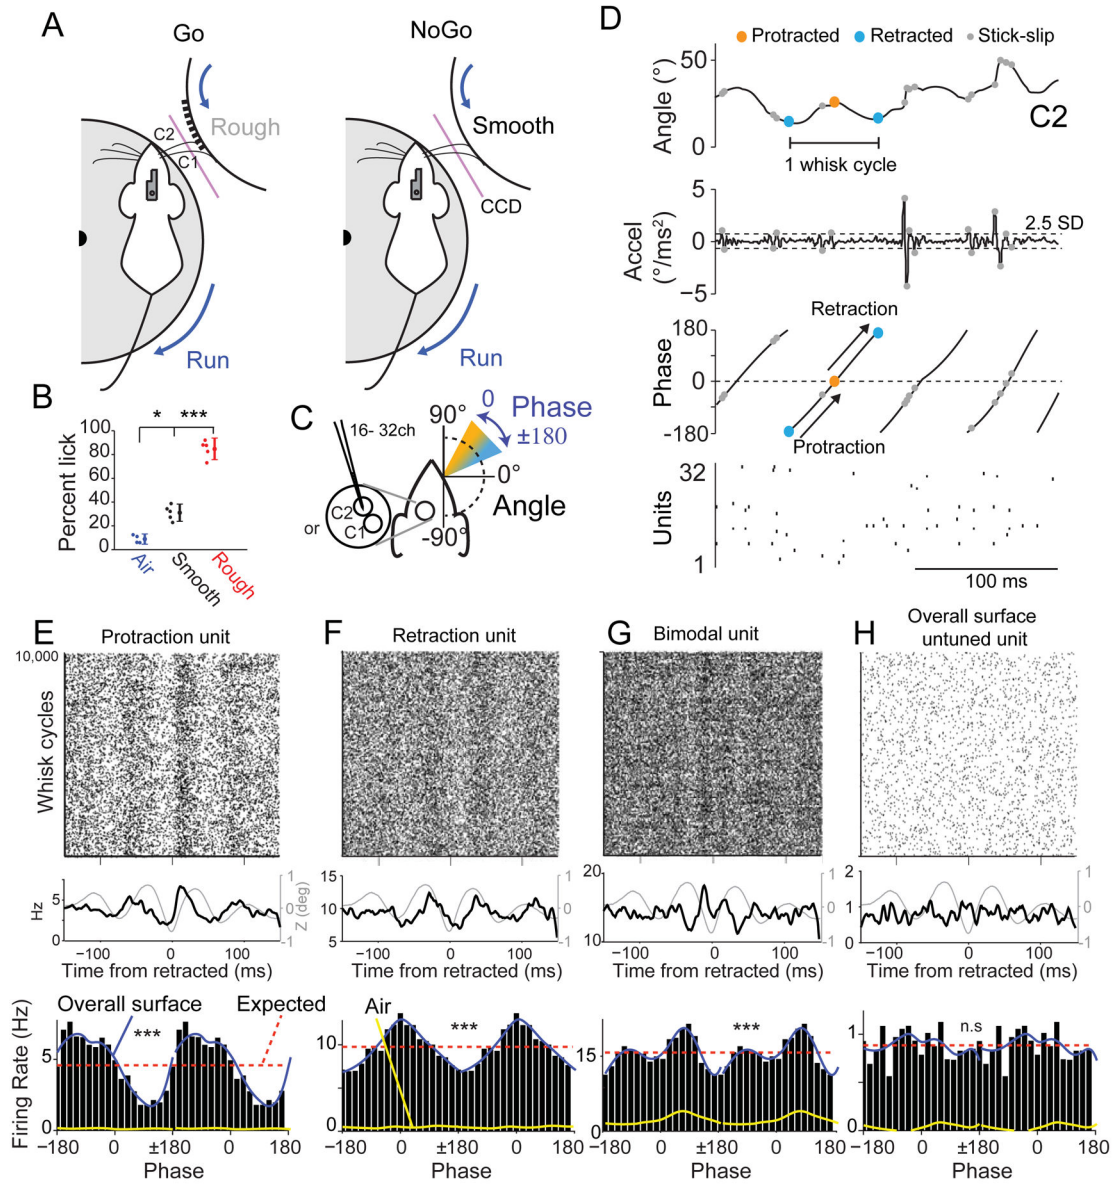 A
Go
NoGo
Rough
Smooth
C2
C1
CCD
Run
Run
B
Percent lick
100
80
60
40
20
0
* ***
Air
Smooth
Rough
C
16- 32ch
C2
C1
or
90°
0°
-90°
Angle
0
Phase
±180
D
Protracted
Retracted
Stick-slip
Angle (°)
50
0
C2
1 whisk cycle
Accel
(°/ms²)
5
0
−5
2.5 SD
Phase
180
0
-180
Retraction
Protraction
Units
32
1
100 ms
E
Protraction unit
F
Retraction unit
G
Bimodal unit
H
Overall surface
untuned unit
10,000
Whisk cycles
Hz
5
0
1
0
-1
Z (deg)
−100 0 100
Time from retracted (ms)
15
10
5
1
0
-1
−100 0 100
Time from retracted (ms)
20
10
1
0
-1
−100 0 100
Time from retracted (ms)
2
1
0
1
0
-1
−100 0 100
Time from retracted (ms)
Firing Rate (Hz)
Overall surface
Expected
***
5
0
−180 0 ±180 0 180
Phase
Air
***
10
0
−180 0 ±180 0 180
Phase
***
15
0
−180 0 ±180 0 180
Phase
n.s
1
0
−180 0 ±180 0 180
Phase